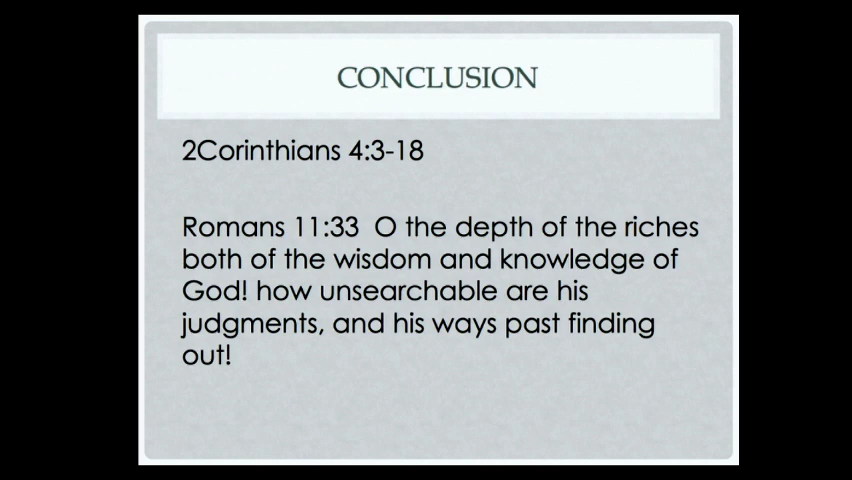 CONCLUSION
2Corinthians 4:3-18
Romans 11:33  O the depth of the riches
both of the wisdom and knowledge of
God! how unsearchable are his
judgments, and his ways past finding
out!